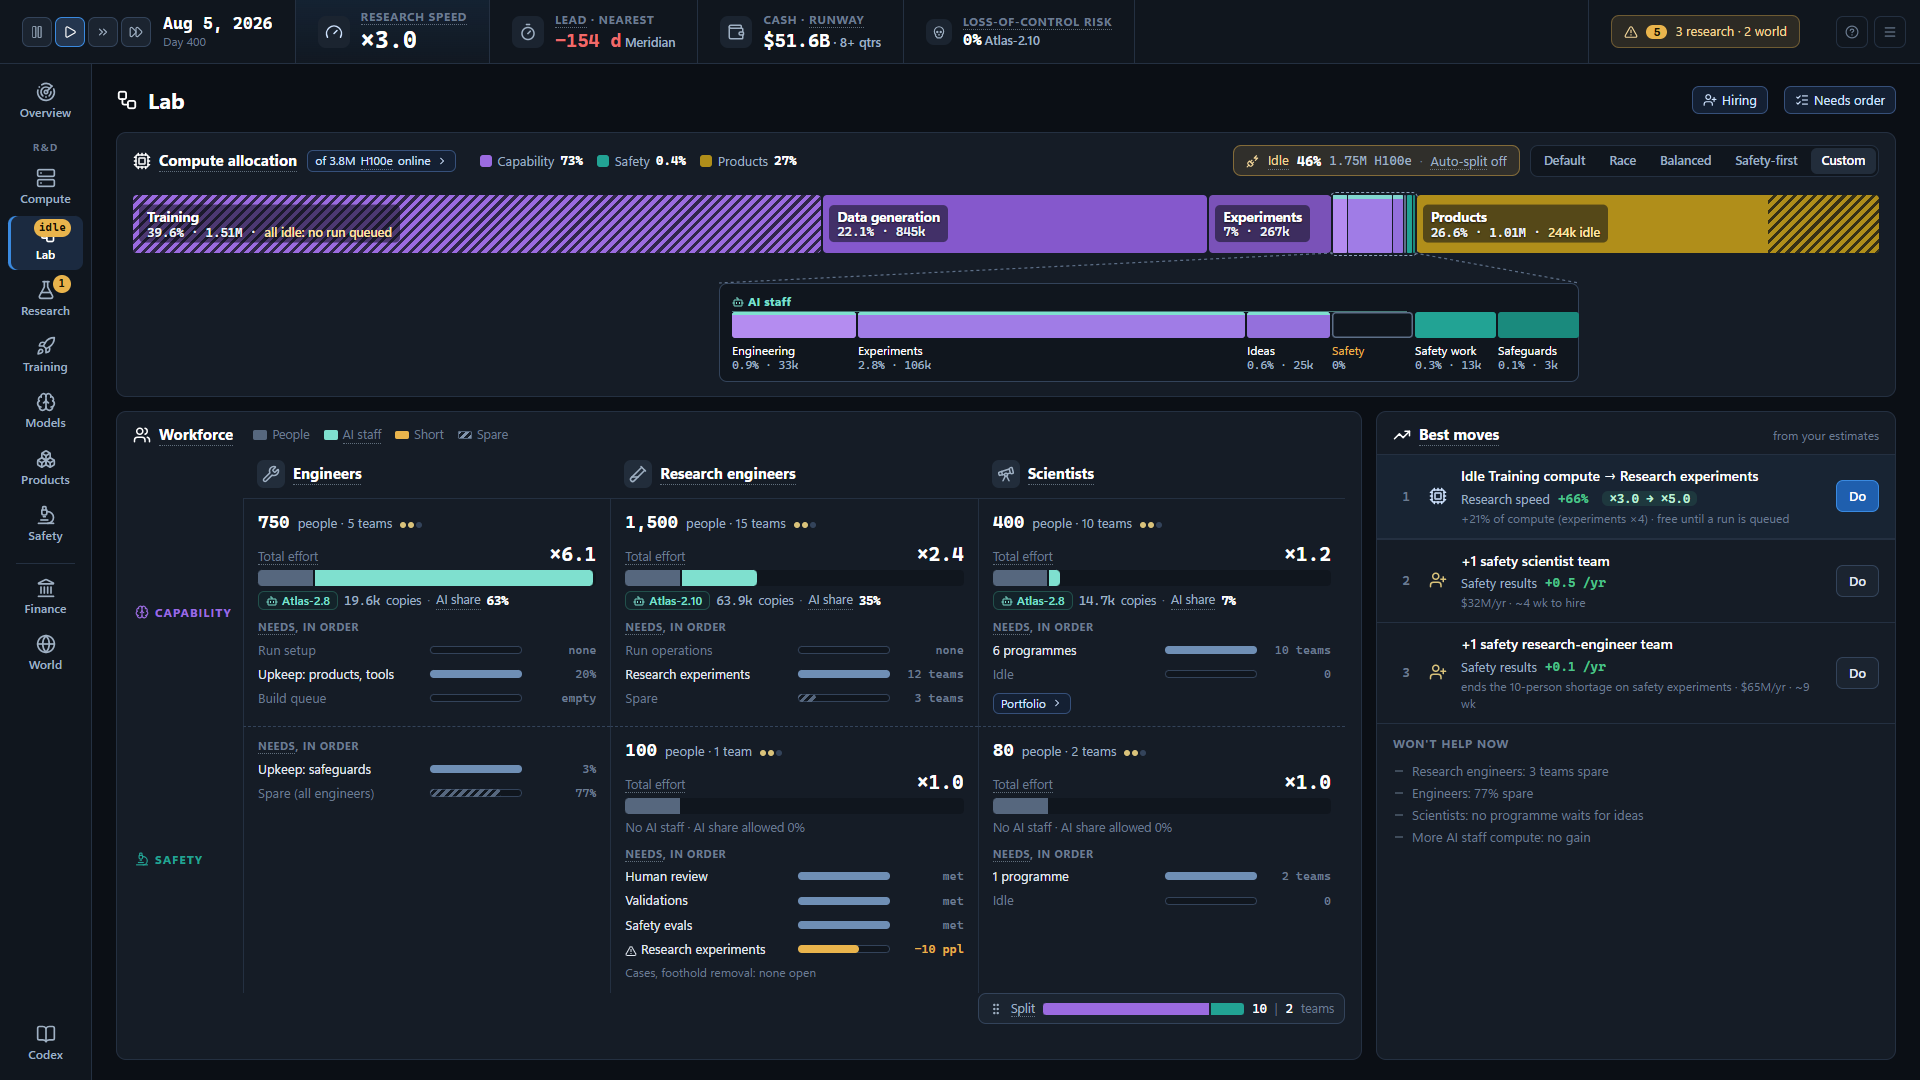 Aug 5, 2026
Day 400
RESEARCH SPEED
×3.0
LEAD · NEAREST
−154 d Meridian
CASH · RUNWAY
$51.6B · 8+ qtrs
LOSS-OF-CONTROL RISK
0% Atlas-2.10
5 3 research · 2 world
Overview
R&D
Compute
idle
Lab
1
Research
Training
Models
Products
Safety
Finance
World
Codex
Lab
Hiring
Needs order
Compute allocation
of 3.8M H100e online
Capability 73%
Safety 0.4%
Products 27%
Idle 46% 1.75M H100e · Auto-split off
Default
Race
Balanced
Safety-first
Custom
Training
39.6% · 1.51M · all idle: no run queued
Data generation
22.1% · 845k
Experiments
7% · 267k
Products
26.6% · 1.01M · 244k idle
AI staff
Engineering
0.9% · 33k
Experiments
2.8% · 106k
Ideas
0.6% · 25k
Safety
0%
Safety work
0.3% · 13k
Safeguards
0.1% · 3k
Workforce
People
AI staff
Short
Spare
Engineers
Research engineers
Scientists
CAPABILITY
750 people · 5 teams
Total effort ×6.1
Atlas-2.8 19.6k copies · AI share 63%
NEEDS, IN ORDER
Run setup none
Upkeep: products, tools 20%
Build queue empty
1,500 people · 15 teams
Total effort ×2.4
Atlas-2.10 63.9k copies · AI share 35%
NEEDS, IN ORDER
Run operations none
Research experiments 12 teams
Spare 3 teams
400 people · 10 teams
Total effort ×1.2
Atlas-2.8 14.7k copies · AI share 7%
NEEDS, IN ORDER
6 programmes 10 teams
Idle 0
Portfolio
SAFETY
NEEDS, IN ORDER
Upkeep: safeguards 3%
Spare (all engineers) 77%
100 people · 1 team
Total effort ×1.0
No AI staff · AI share allowed 0%
NEEDS, IN ORDER
Human review met
Validations met
Safety evals met
Research experiments −10 ppl
Cases, foothold removal: none open
80 people · 2 teams
Total effort ×1.0
No AI staff · AI share allowed 0%
NEEDS, IN ORDER
1 programme 2 teams
Idle 0
Split 10 | 2 teams
Best moves
from your estimates
1
Idle Training compute → Research experiments
Research speed +66% ×3.0 → ×5.0
+21% of compute (experiments ×4) · free until a run is queued
Do
2
+1 safety scientist team
Safety results +0.5 /yr
$32M/yr · ~4 wk to hire
Do
3
+1 safety research-engineer team
Safety results +0.1 /yr
ends the 10-person shortage on safety experiments · $65M/yr · ~9
wk
Do
WON'T HELP NOW
— Research engineers: 3 teams spare
— Engineers: 77% spare
— Scientists: no programme waits for ideas
— More AI staff compute: no gain